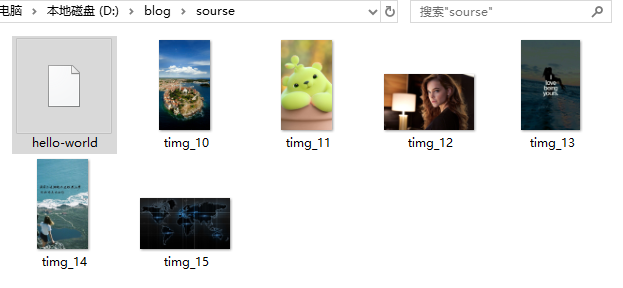 电脑 › 本地磁盘 (D:) › blog › sourse
搜索"sourse"
I
love
being
yours.
hello-world
timg_10
timg_11
timg_12
timg_13
timg_14
timg_15